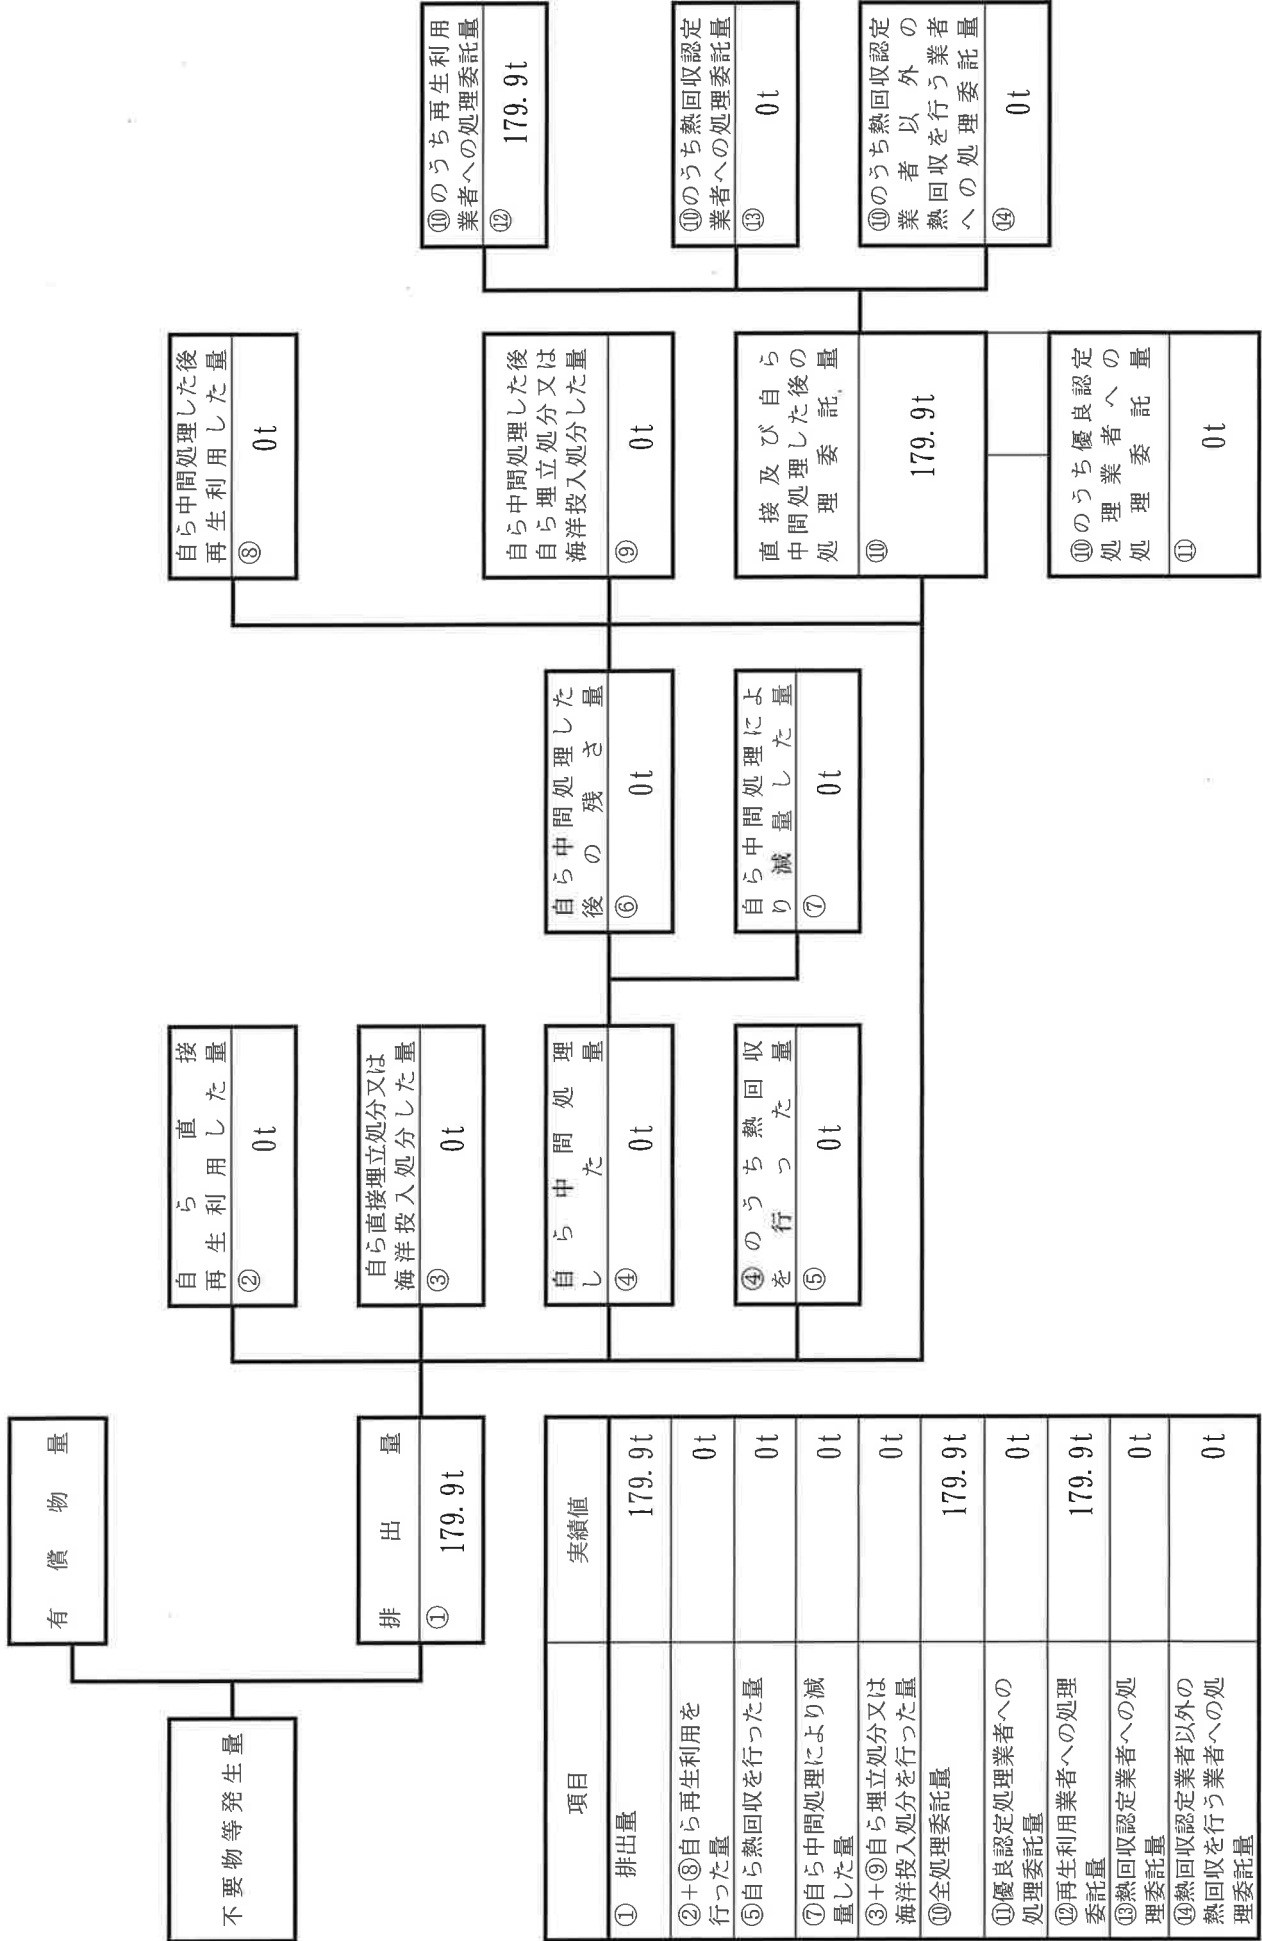 不要物等発生量
有償物量
排出量
① 179.9t
自ら直接
再生利用した量
② 0t
自ら直接埋立処分又は
海洋投入処分した量
③ 0t
自ら中間処理
した量
④ 0t
④のうち熱回収
を行った量
⑤ 0t
自ら中間処理した
後の残さ量
⑥ 0t
自ら中間処理によ
り減量した量
⑦ 0t
自ら中間処理した後
再生利用した量
⑧ 0t
自ら中間処理した後
自ら埋立処分又は
海洋投入処分した量
⑨ 0t
直接及び自ら
中間処理した後の
処理委託量
⑩ 179.9t
⑩のうち優良認定
処理業者への
処理委託量
⑪ 0t
⑩のうち再生利用
業者への処理委託量
⑫ 179.9t
⑩のうち熱回収認定
業者への処理委託量
⑬ 0t
⑩のうち熱回収認定
業者以外の
熱回収を行う業者
への処理委託量
⑭ 0t
項目 実績値
① 排出量 179.9t
②+⑧自ら再生利用を
行った量 0t
⑤自ら熱回収を行った量 0t
⑦自ら中間処理により減
量した量 0t
③+⑨自ら埋立処分又は
海洋投入処分を行った量 0t
⑩全処理委託量 179.9t
⑪優良認定処理業者への
処理委託量 0t
⑫再生利用業者への処理
委託量 179.9t
⑬熱回収認定業者への処
理委託量 0t
⑭熱回収認定業者以外の
熱回収を行う業者への処
理委託量 0t